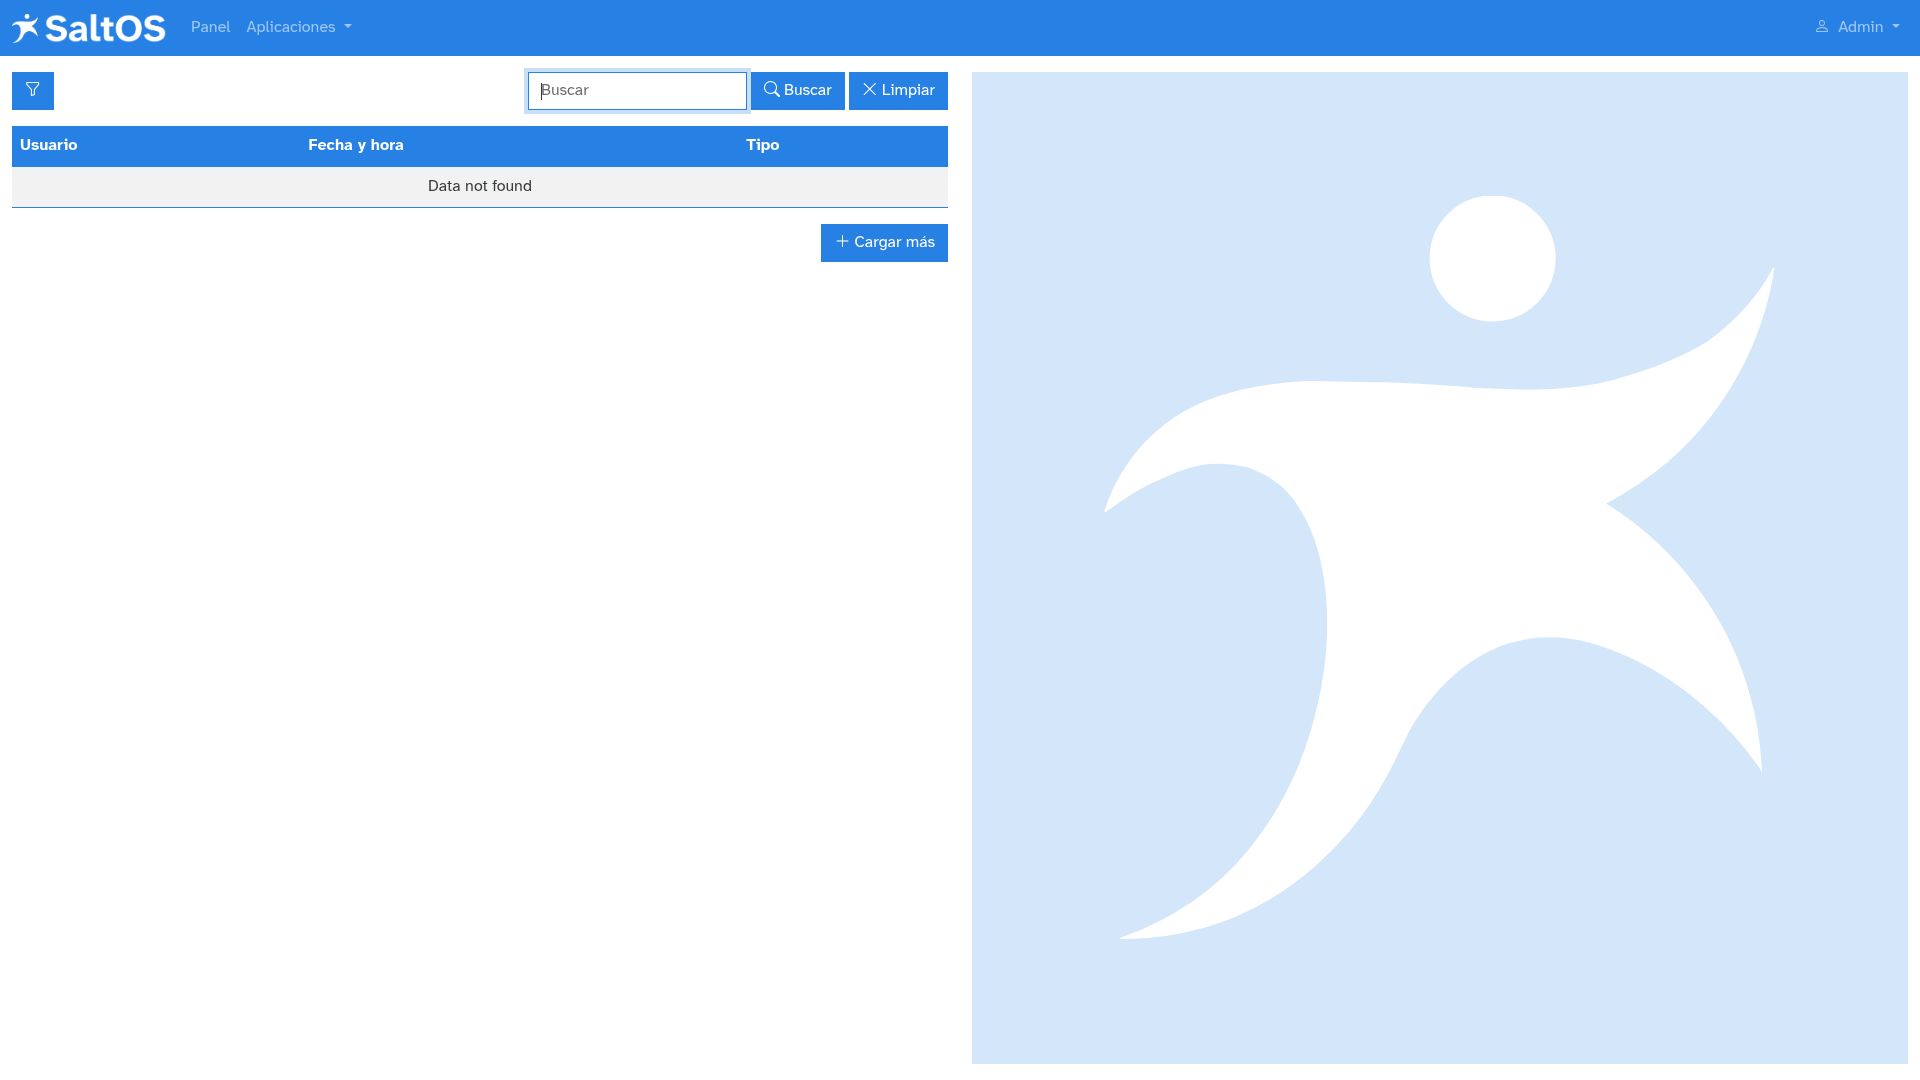 SaltOS Panel Aplicaciones Admin
Buscar Buscar Limpiar
Usuario Fecha y hora Tipo
Data not found
Cargar más